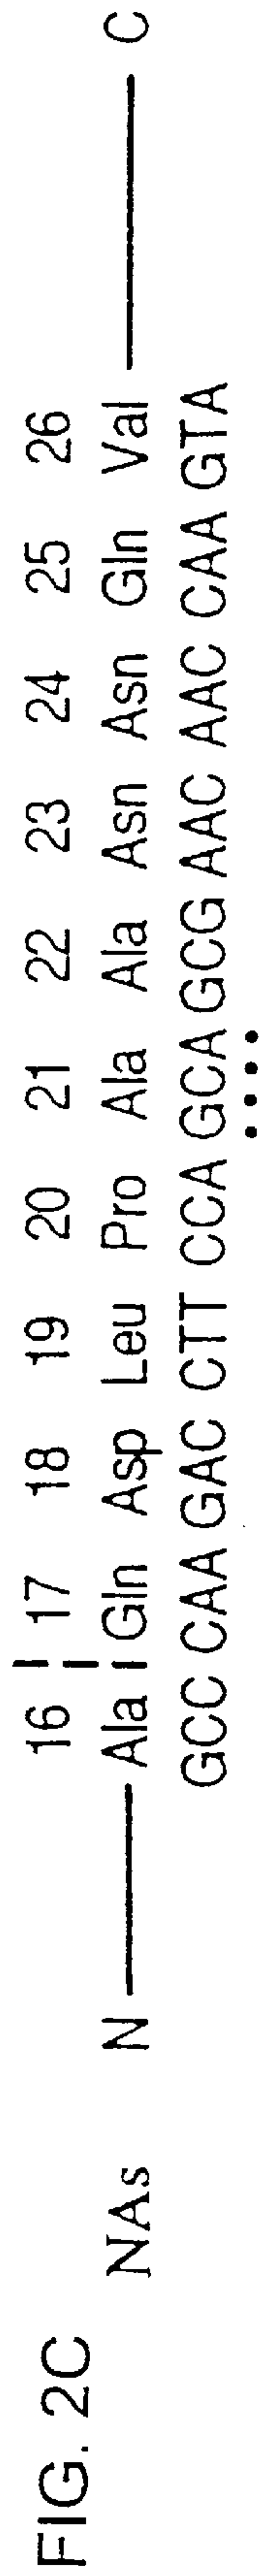 FIG. 2C
16 17 18 19 20 21 22 23 24 25 26
NAs N Ala Gln Asp Leu Pro Ala Ala Asn Asn Gln Val C
GCC CAA GAC CTT CCA GCA GCG AAC AAC CAA GTA